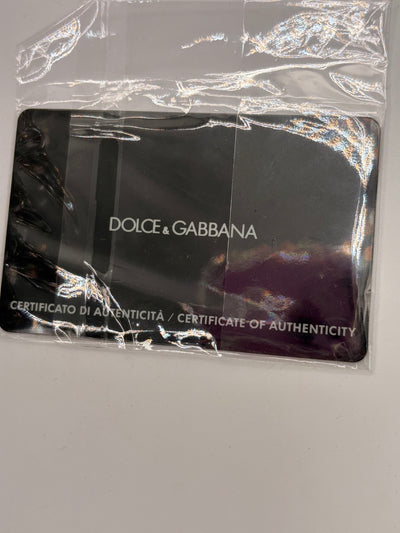 DOLCE & GABBANA
CERTIFICATO DI AUTENTICITÀ / CERTIFICATE OF AUTHENTICITY